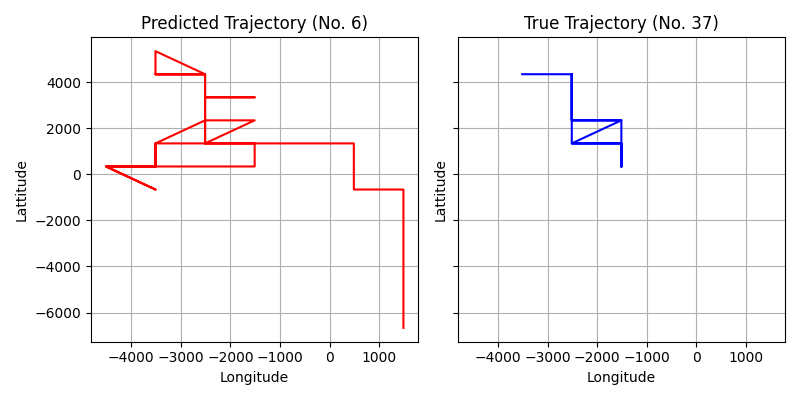 Predicted Trajectory (No. 6)
True Trajectory (No. 37)
Lattitude
4000
2000
0
−2000
−4000
−6000
−4000 −3000 −2000 −1000 0 1000
Longitude
Lattitude
−4000 −3000 −2000 −1000 0 1000
Longitude